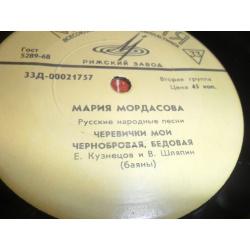 Гост
5289-68
РИЖСКИЙ ЗАВОД
33
33Д-00021757
Вторая группа
Цена 45 коп.
МАРИЯ МОРДАСОВА
Русские народные песни
ЧЕРЕВИЧКИ МОИ
ЧЕРНОБРОВАЯ, БЕДОВАЯ
Е. Кузнецов и В. Шляпин
(баяны)